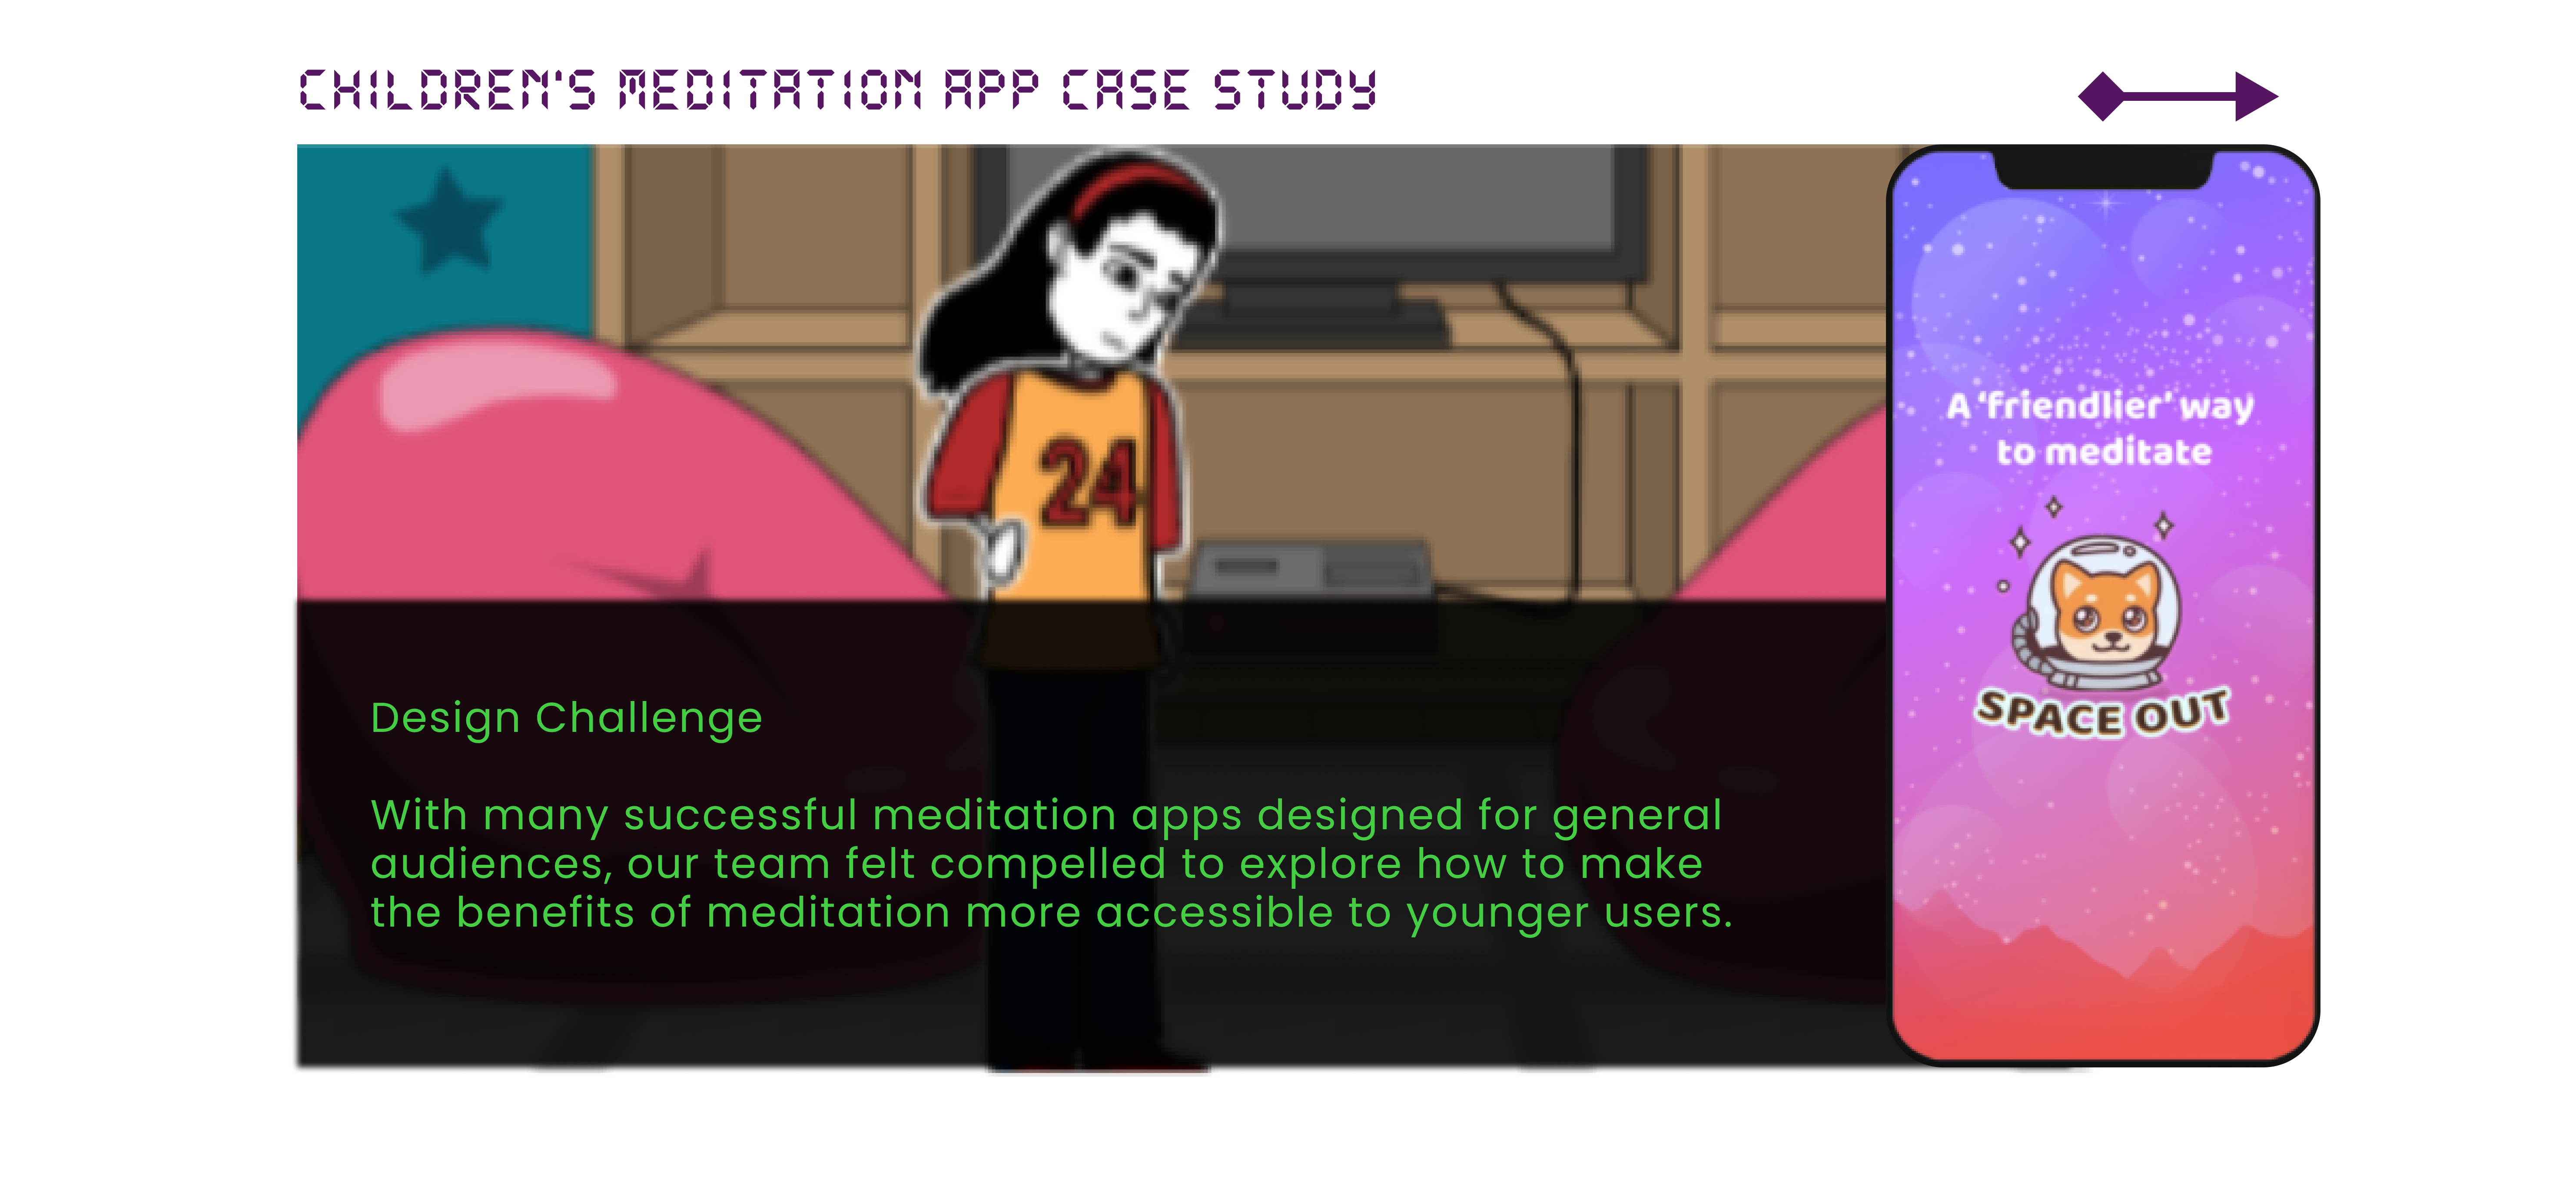 CHILDREN'S MEDITATION APP CASE STUDY
24
Design Challenge
With many successful meditation apps designed for general
audiences, our team felt compelled to explore how to make
the benefits of meditation more accessible to younger users.
A ‘friendlier’ way
to meditate
SPACE OUT